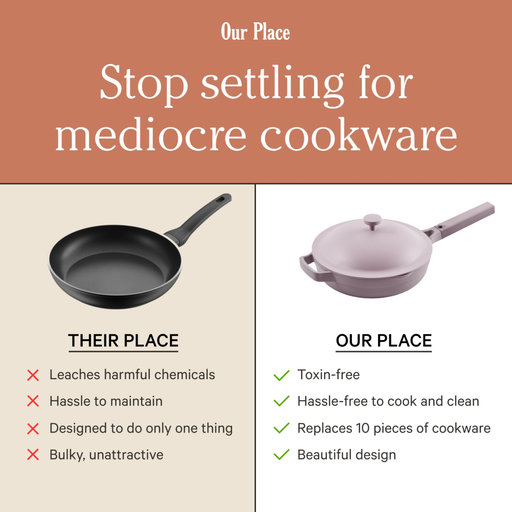 Our Place
Stop settling for
mediocre cookware
THEIR PLACE
Leaches harmful chemicals
Hassle to maintain
Designed to do only one thing
Bulky, unattractive
OUR PLACE
Toxin-free
Hassle-free to cook and clean
Replaces 10 pieces of cookware
Beautiful design